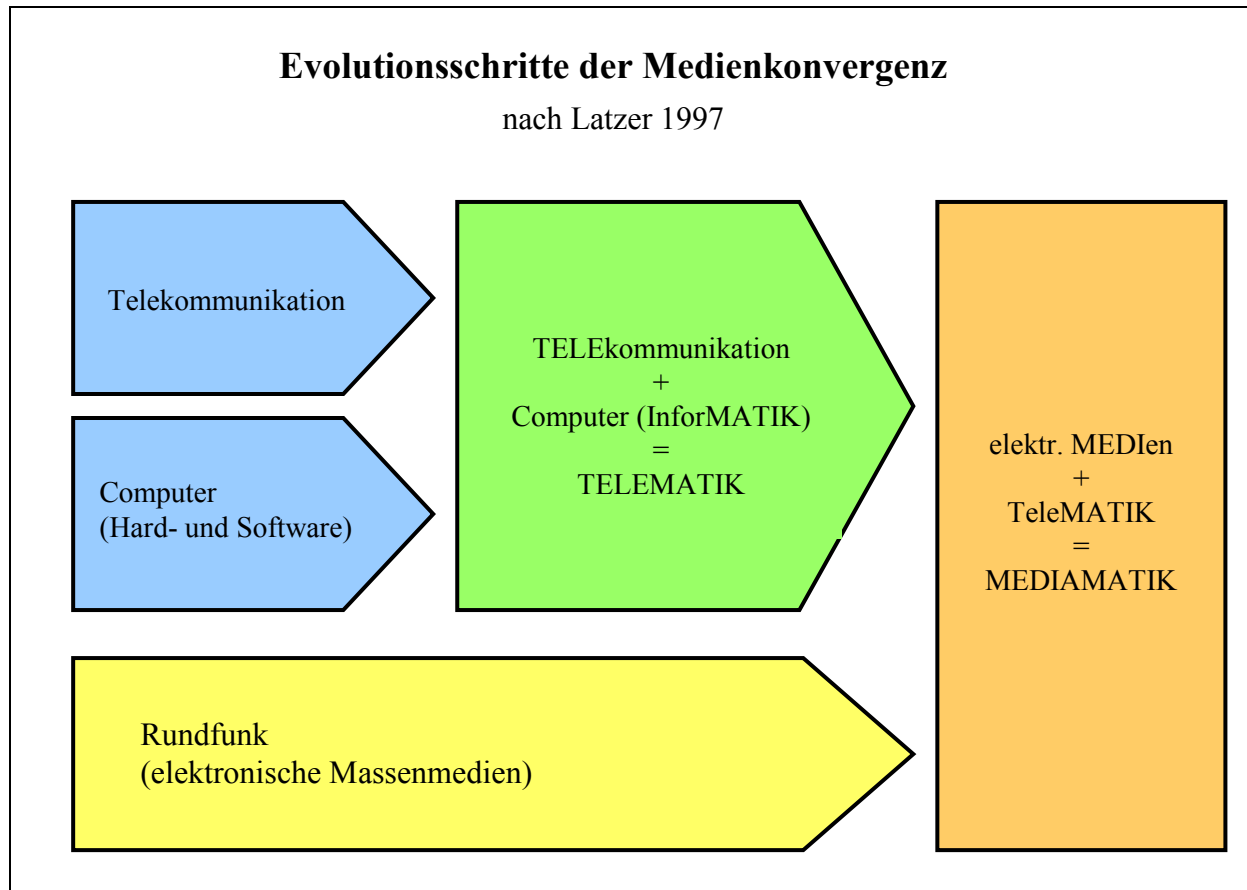 Evolutionsschritte der Medienkonvergenz
nach Latzer 1997
Telekommunikation
Computer
(Hard- und Software)
TELEkommunikation
+
Computer (InforMATIK)
=
TELEMATIK
Rundfunk
(elektronische Massenmedien)
elektr. MEDIen
+
TeleMATIK
=
MEDIAMATIK